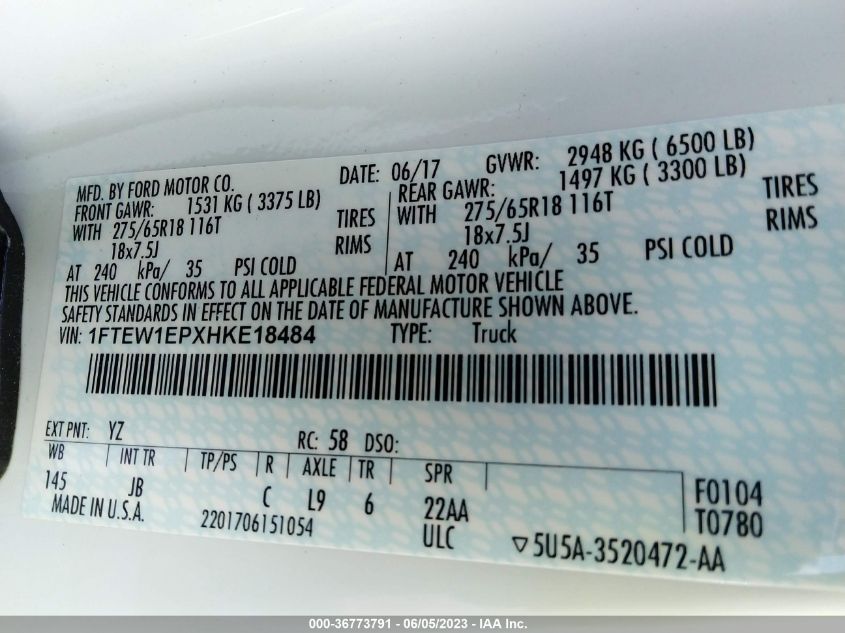 MFD. BY FORD MOTOR CO. DATE: 06/17 GVWR: 2948 KG ( 6500 LB)
FRONT GAWR: 1531 KG ( 3375 LB) REAR GAWR: 1497 KG ( 3300 LB)
WITH 275/65R18 116T TIRES WITH 275/65R18 116T TIRES
18x7.5J RIMS 18x7.5J RIMS
AT 240 kPa/ 35 PSI COLD AT 240 kPa/ 35 PSI COLD
THIS VEHICLE CONFORMS TO ALL APPLICABLE FEDERAL MOTOR VEHICLE
SAFETY STANDARDS IN EFFECT ON THE DATE OF MANUFACTURE SHOWN ABOVE.
VIN: 1FTEW1EPXHKE18484 TYPE: Truck
EXT PNT: YZ RC: 58 DSO:
WB INT TR TP/PS R AXLE TR SPR
145 JB C L9 6 22AA F0104
MADE IN U.S.A. 2201706151054 ULC T0780
▽5U5A-3520472-AA
000-36773791 - 06/05/2023 - IAA Inc.